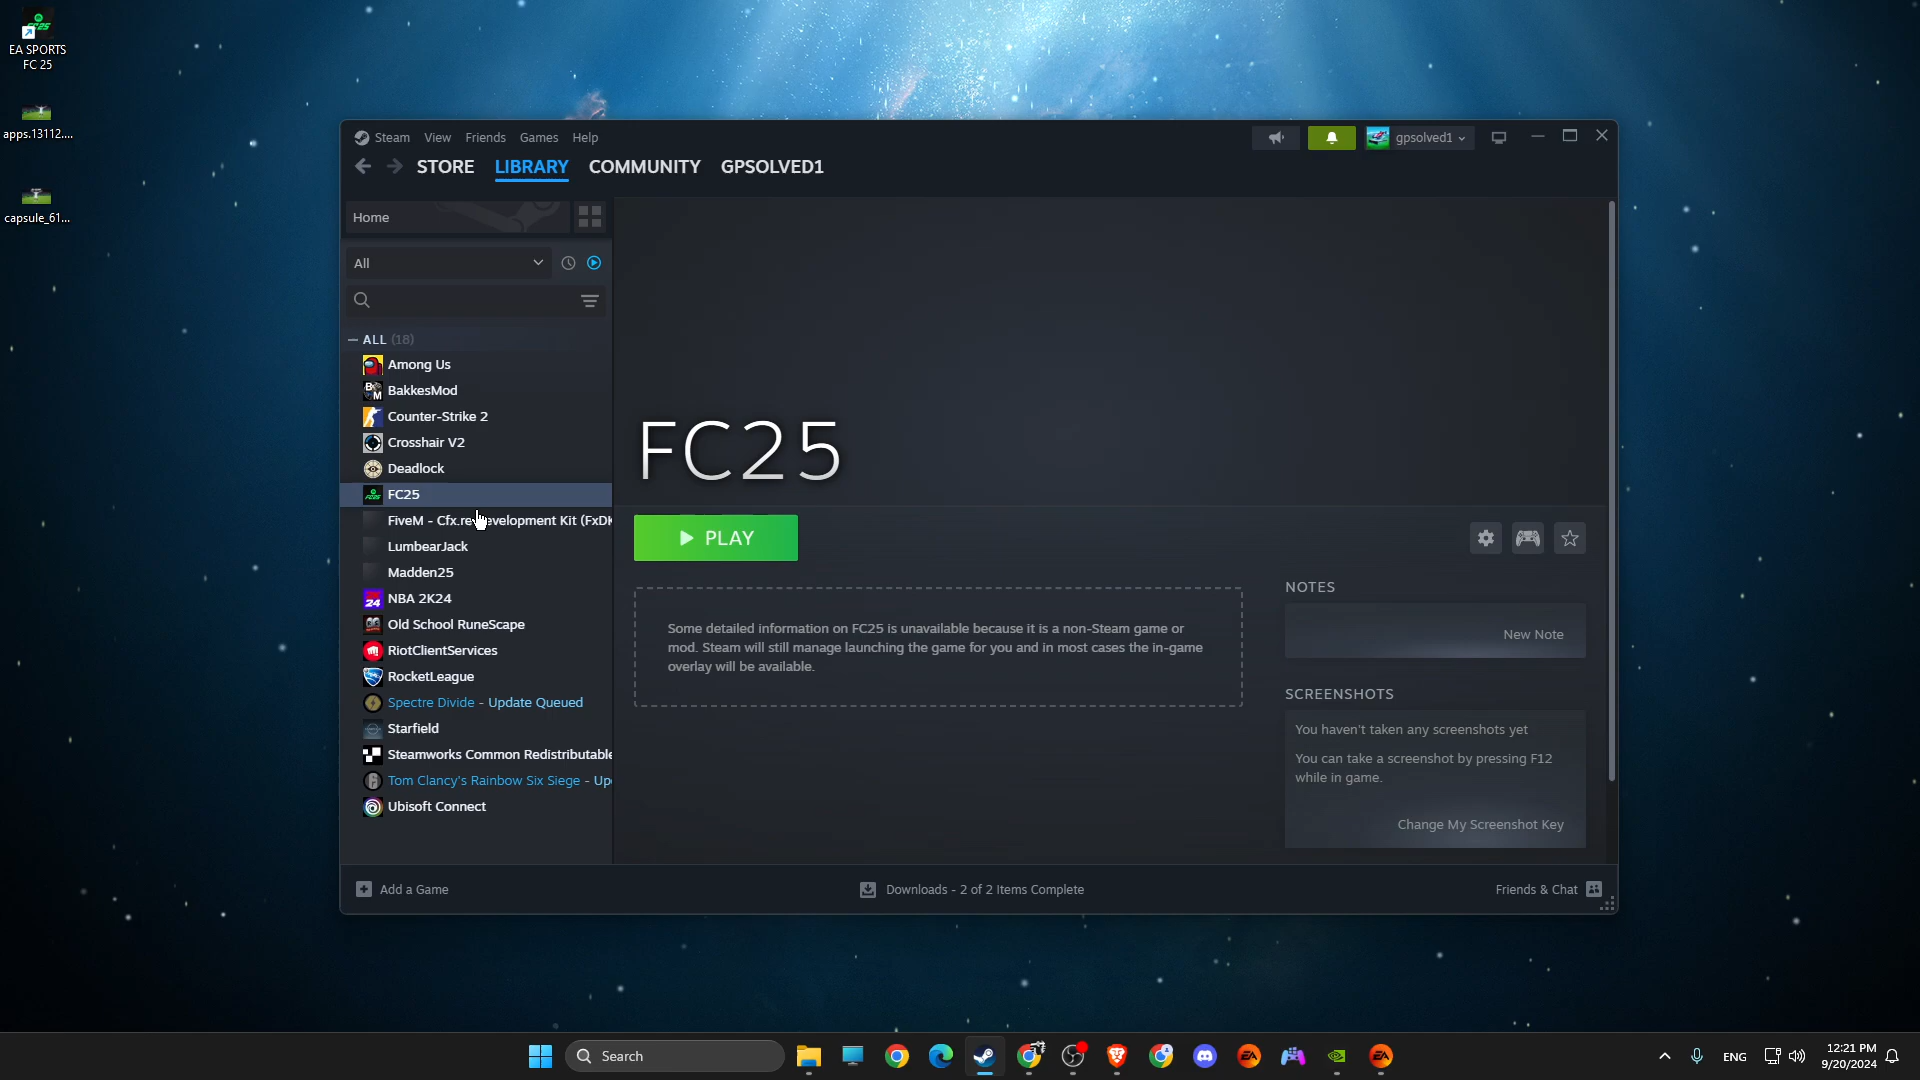 EA SPORTS
FC 25
apps.13112....
capsule_61...
Steam View Friends Games Help
gpsolved1
STORE LIBRARY COMMUNITY GPSOLVED1
Home
All
ALL (18)
Among Us
BakkesMod
Counter-Strike 2
Crosshair V2
Deadlock
FC25
FiveM - Cfx.re evelopment Kit (FxDK
LumbearJack
Madden25
NBA 2K24
Old School RuneScape
RiotClientServices
RocketLeague
Spectre Divide - Update Queued
Starfield
Steamworks Common Redistributable
Tom Clancy's Rainbow Six Siege - Up
Ubisoft Connect
FC25
PLAY
Some detailed information on FC25 is unavailable because it is a non-Steam game or
mod. Steam will still manage launching the game for you and in most cases the in-game
overlay will be available.
NOTES
New Note
SCREENSHOTS
You haven't taken any screenshots yet
You can take a screenshot by pressing F12
while in game.
Change My Screenshot Key
Add a Game
Downloads - 2 of 2 Items Complete
Friends & Chat
Search
ENG
12:21 PM
9/20/2024